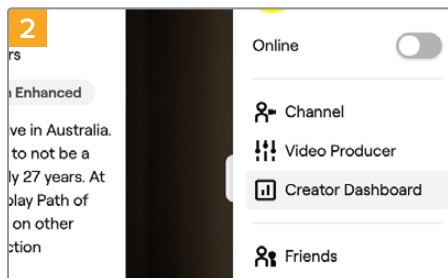 2
rs
Enhanced
ve in Australia.
to not be a
ly 27 years. At
play Path of
on other
ction
Online
Channel
Video Producer
Creator Dashboard
Friends